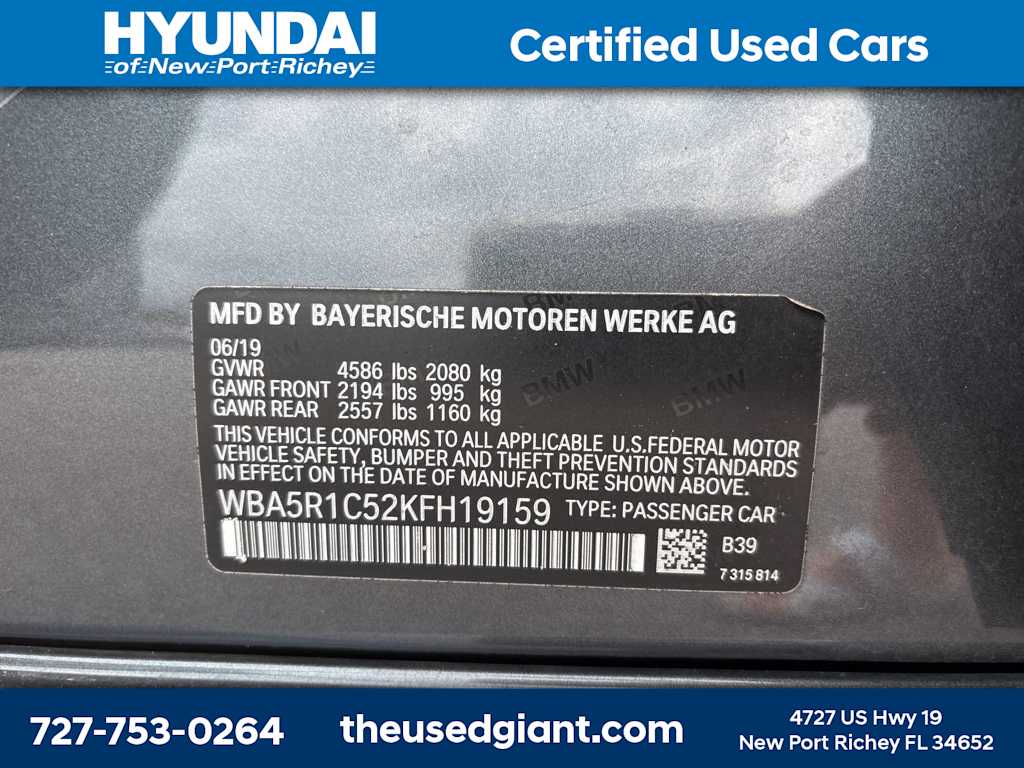 HYUNDAI
of New Port Richey
Certified Used Cars
MFD BY BAYERISCHE MOTOREN WERKE AG
06/19
GVWR 4586 lbs 2080 kg
GAWR FRONT 2194 lbs 995 kg
GAWR REAR 2557 lbs 1160 kg
THIS VEHICLE CONFORMS TO ALL APPLICABLE U.S.FEDERAL MOTOR
VEHICLE SAFETY, BUMPER AND THEFT PREVENTION STANDARDS
IN EFFECT ON THE DATE OF MANUFACTURE SHOWN ABOVE.
WBA5R1C52KFH19159 TYPE: PASSENGER CAR
B39
7 315 814
BMW
BMW
BMW
727-753-0264
theusedgiant.com
4727 US Hwy 19
New Port Richey FL 34652